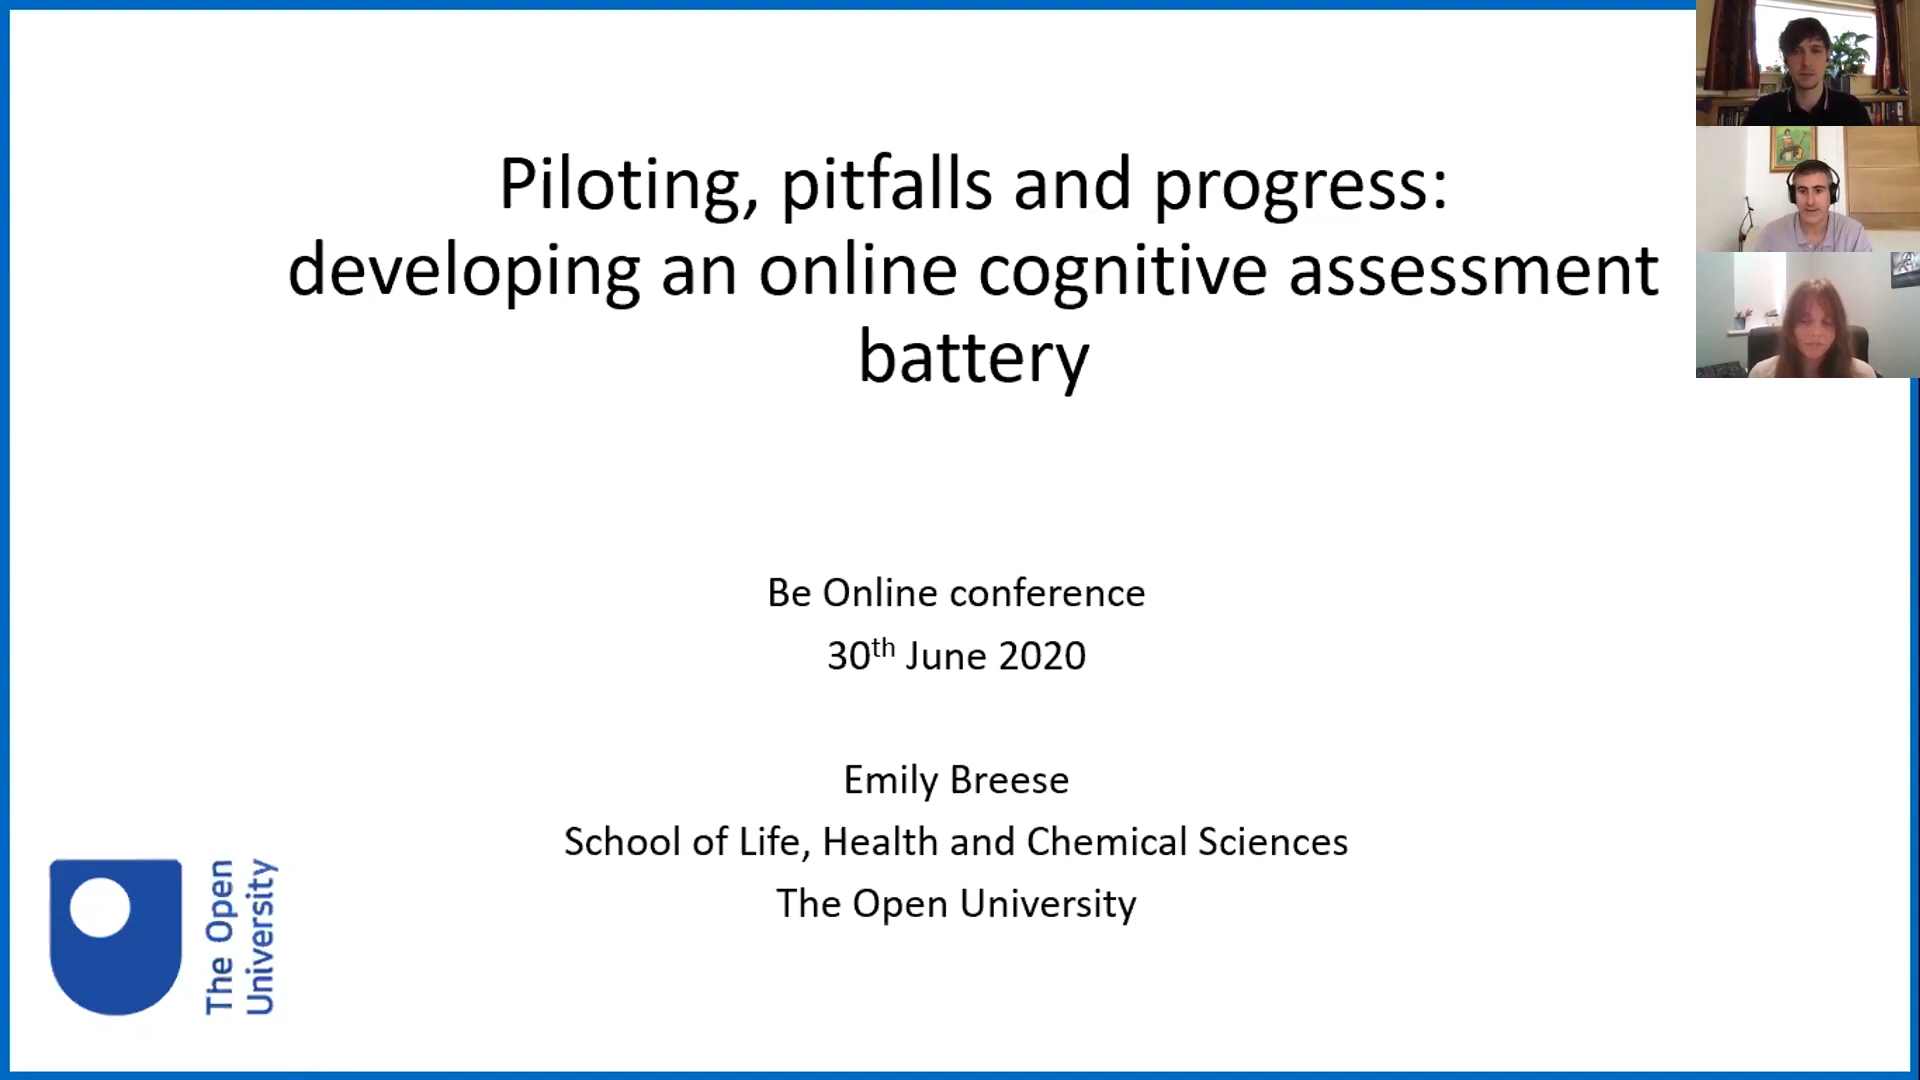 Piloting, pitfalls and progress:
developing an online cognitive assessment
battery
Be Online conference
30th June 2020
Emily Breese
School of Life, Health and Chemical Sciences
The Open University
The Open
University